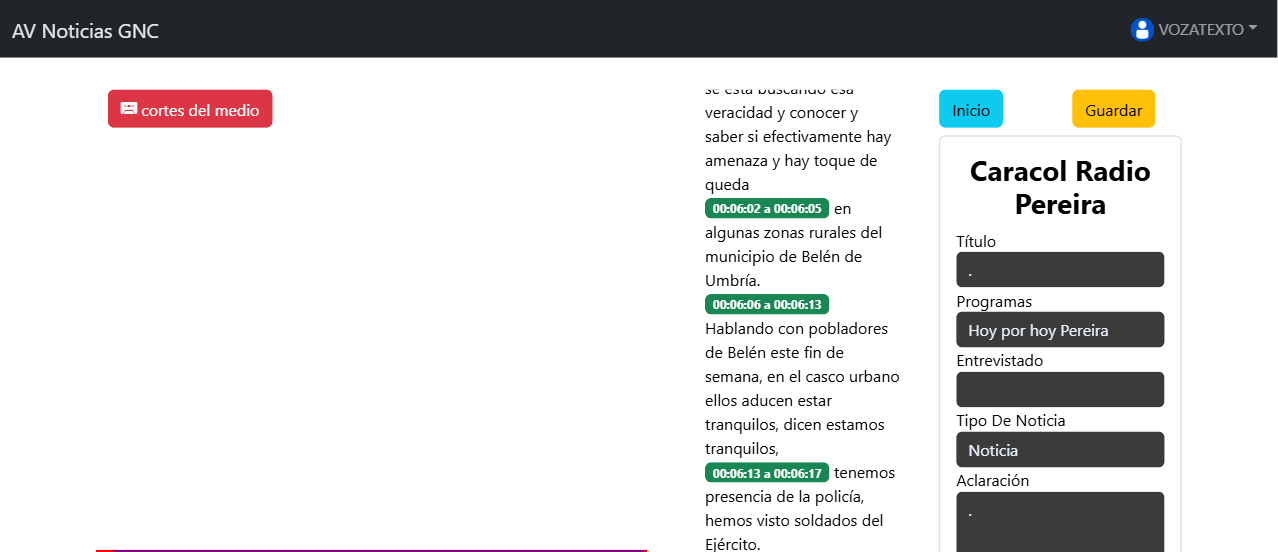 AV Noticias GNC
VOZATEXTO
cortes del medio
se está buscando esa
veracidad y conocer y
saber si efectivamente hay
amenaza y hay toque de
queda
00:06:02 a 00:06:05 en
algunas zonas rurales del
municipio de Belén de
Umbría.
00:06:06 a 00:06:13
Hablando con pobladores
de Belén este fin de
semana, en el casco urbano
ellos aducen estar
tranquilos, dicen estamos
tranquilos,
00:06:13 a 00:06:17 tenemos
presencia de la policía,
hemos visto soldados del
Ejército.
Inicio
Guardar
Caracol Radio
Pereira
Título
.
Programas
Hoy por hoy Pereira
Entrevistado
Tipo De Noticia
Noticia
Aclaración
.